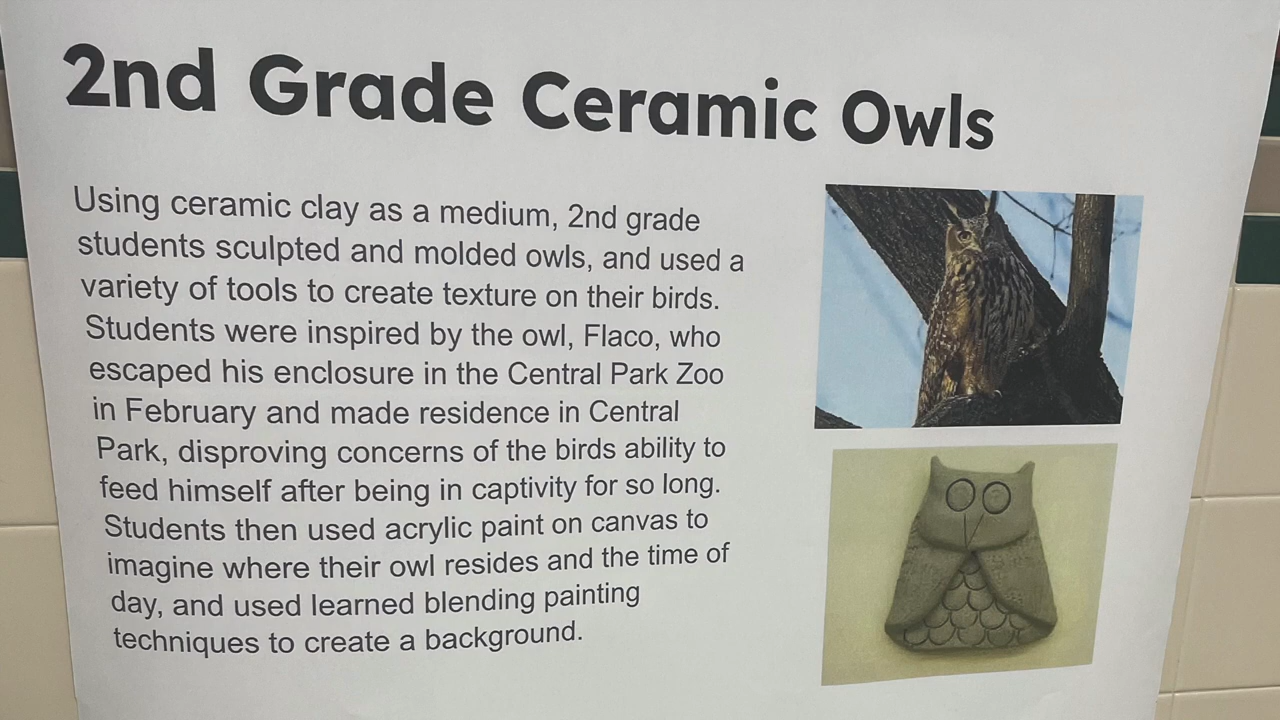 2nd Grade Ceramic Owls
Using ceramic clay as a medium, 2nd grade
students sculpted and molded owls, and used a
variety of tools to create texture on their birds.
Students were inspired by the owl, Flaco, who
escaped his enclosure in the Central Park Zoo
in February and made residence in Central
Park, disproving concerns of the birds ability to
feed himself after being in captivity for so long.
Students then used acrylic paint on canvas to
imagine where their owl resides and the time of
day, and used learned blending painting
techniques to create a background.